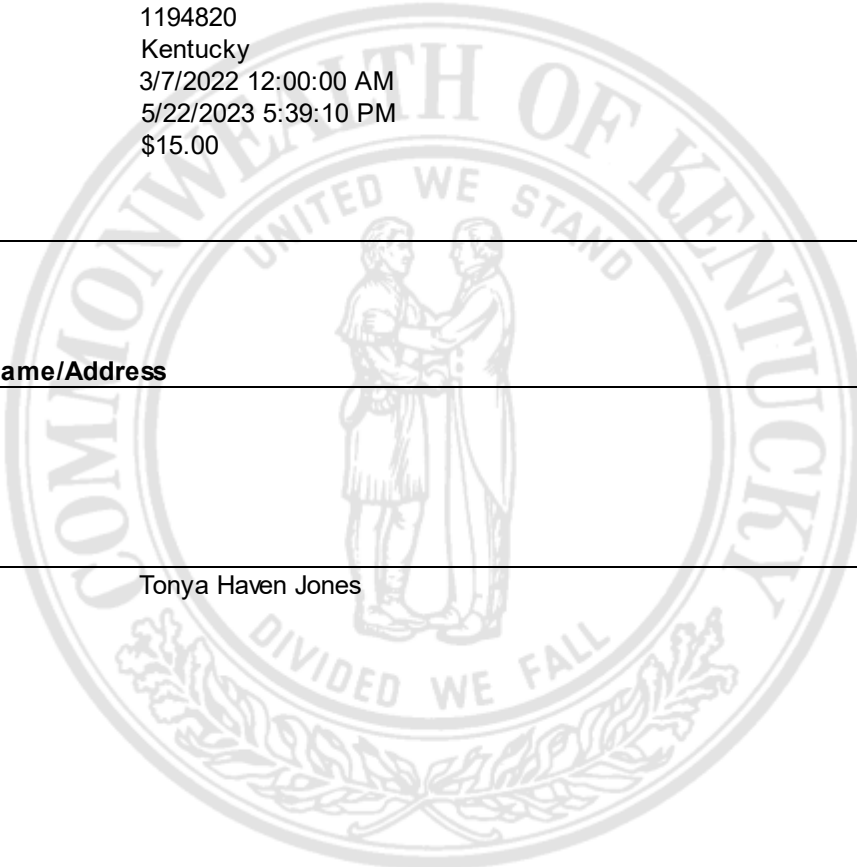 1194820
Kentucky
3/7/2022 12:00:00 AM
5/22/2023 5:39:10 PM
$15.00
COMMONWEALTH OF KENTUCKY
UNITED WE STAND
ame/Address
Tonya Haven Jones
DIVIDED WE FALL